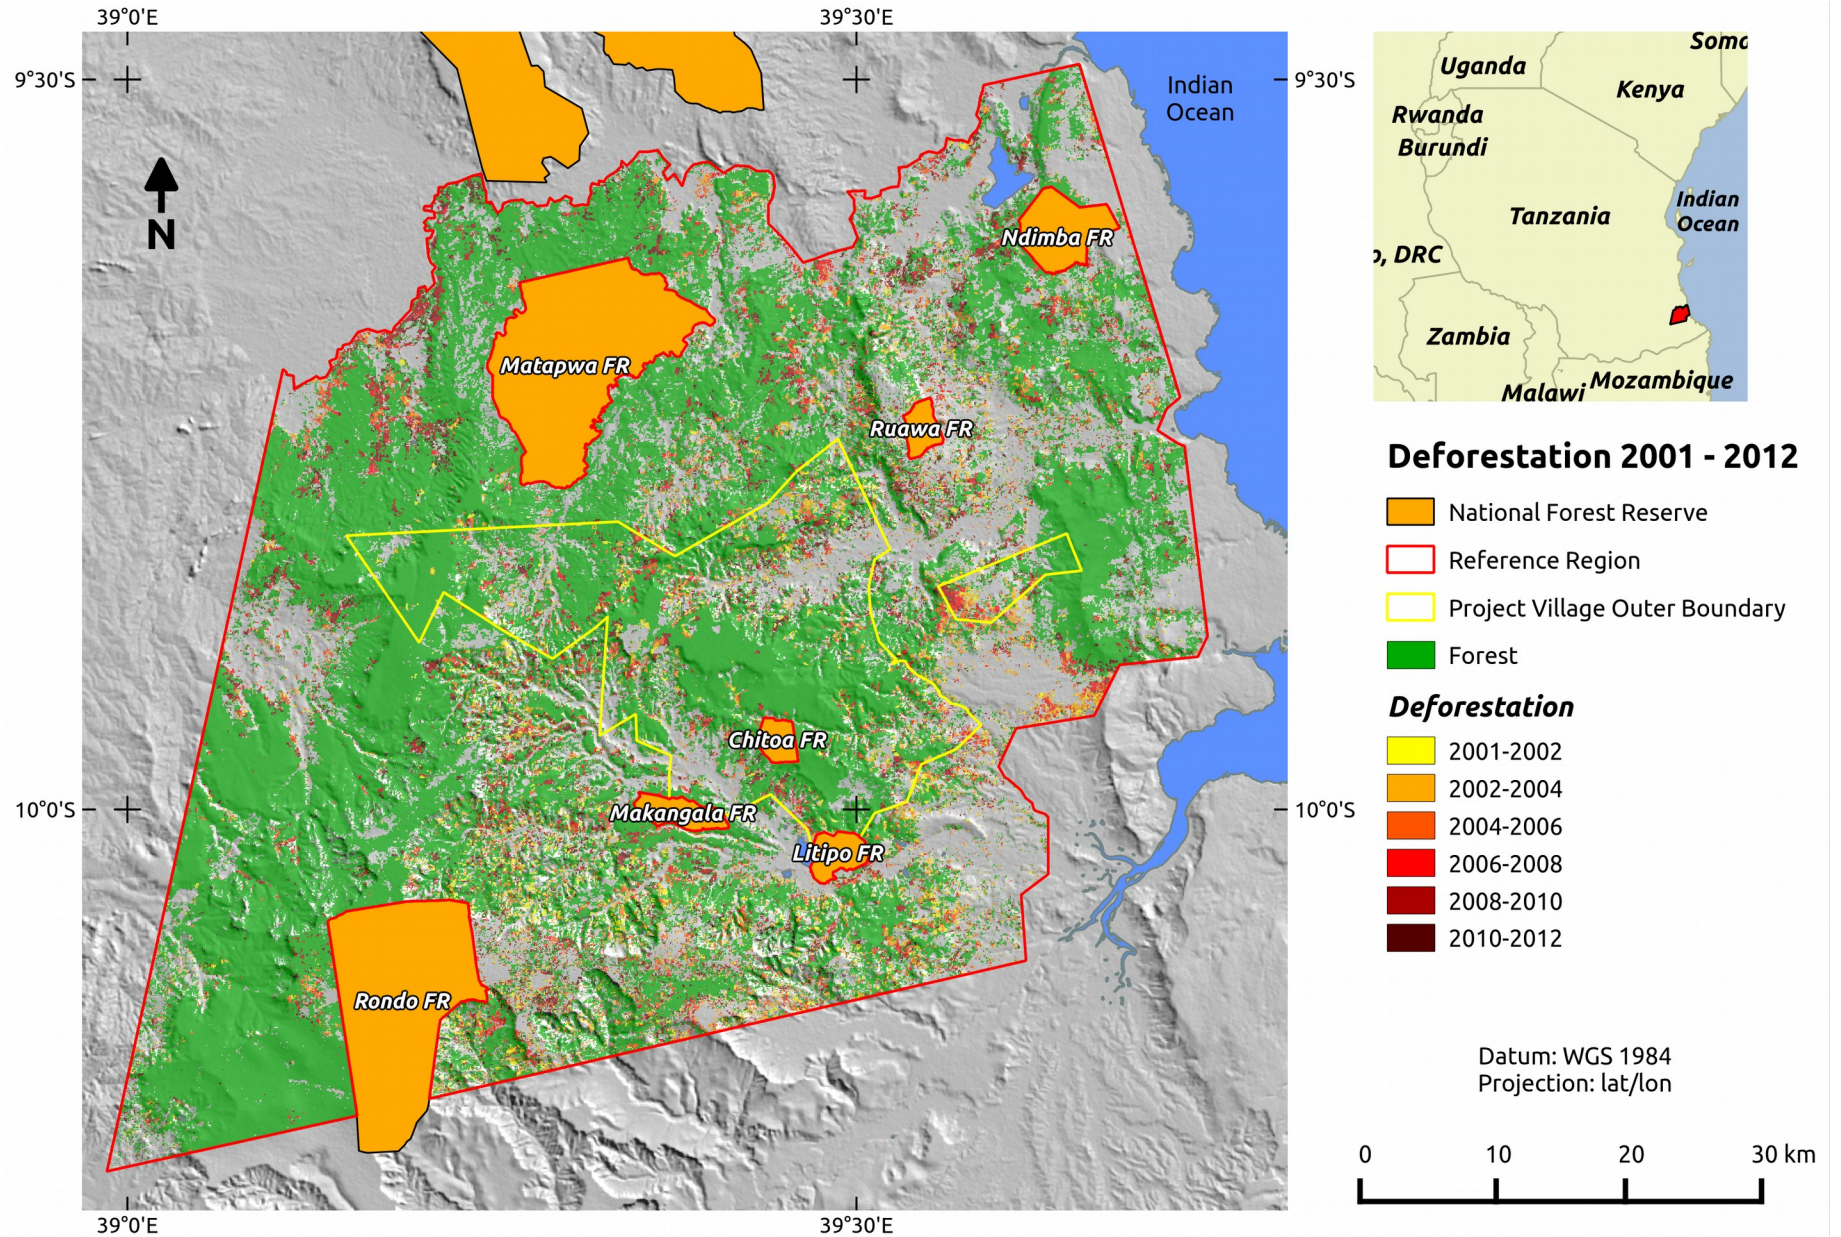 39°0'E
39°30'E
9°30'S
9°30'S
Indian
Ocean
N
Ndimba FR
Matapwa FR
Ruawa FR
Chitoa FR
Makangala FR
Litipo FR
Rondo FR
10°0'S
10°0'S
39°0'E
39°30'E
Soma
Uganda
Kenya
Rwanda
Burundi
Indian
Ocean
Tanzania
o, DRC
Zambia
Mozambique
Malawi
Deforestation 2001 - 2012
National Forest Reserve
Reference Region
Project Village Outer Boundary
Forest
Deforestation
2001-2002
2002-2004
2004-2006
2006-2008
2008-2010
2010-2012
Datum: WGS 1984
Projection: lat/lon
0 10 20 30 km